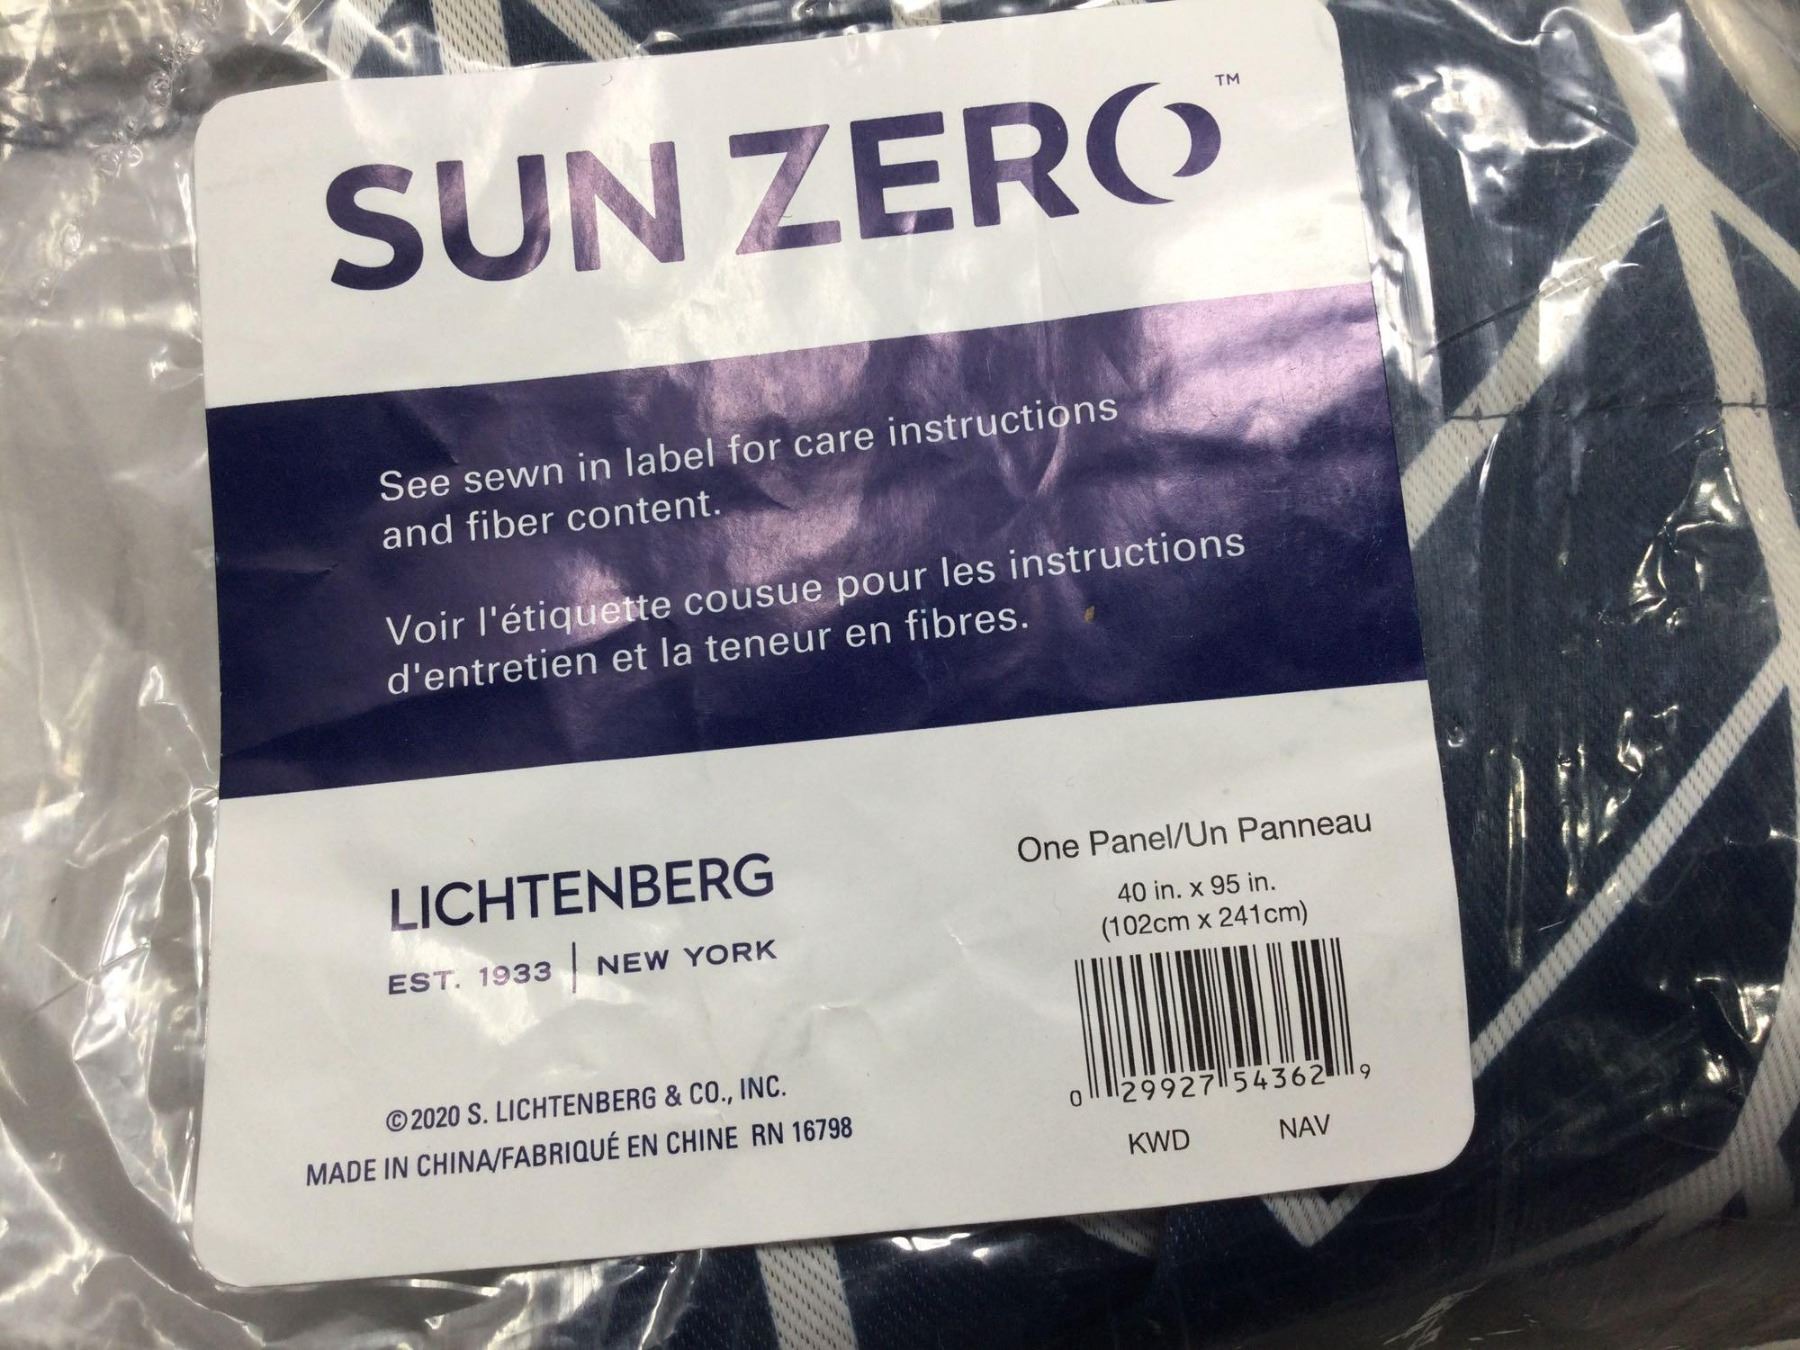 SUN ZERO™
See sewn in label for care instructions
and fiber content.
Voir l'étiquette cousue pour les instructions
d'entretien et la teneur en fibres.
LICHTENBERG
EST. 1933 | NEW YORK
©2020 S. LICHTENBERG & CO., INC.
MADE IN CHINA/FABRIQUÉ EN CHINE RN 16798
One Panel/Un Panneau
40 in. x 95 in.
(102cm x 241cm)
0 29927 54362 9
KWD NAV